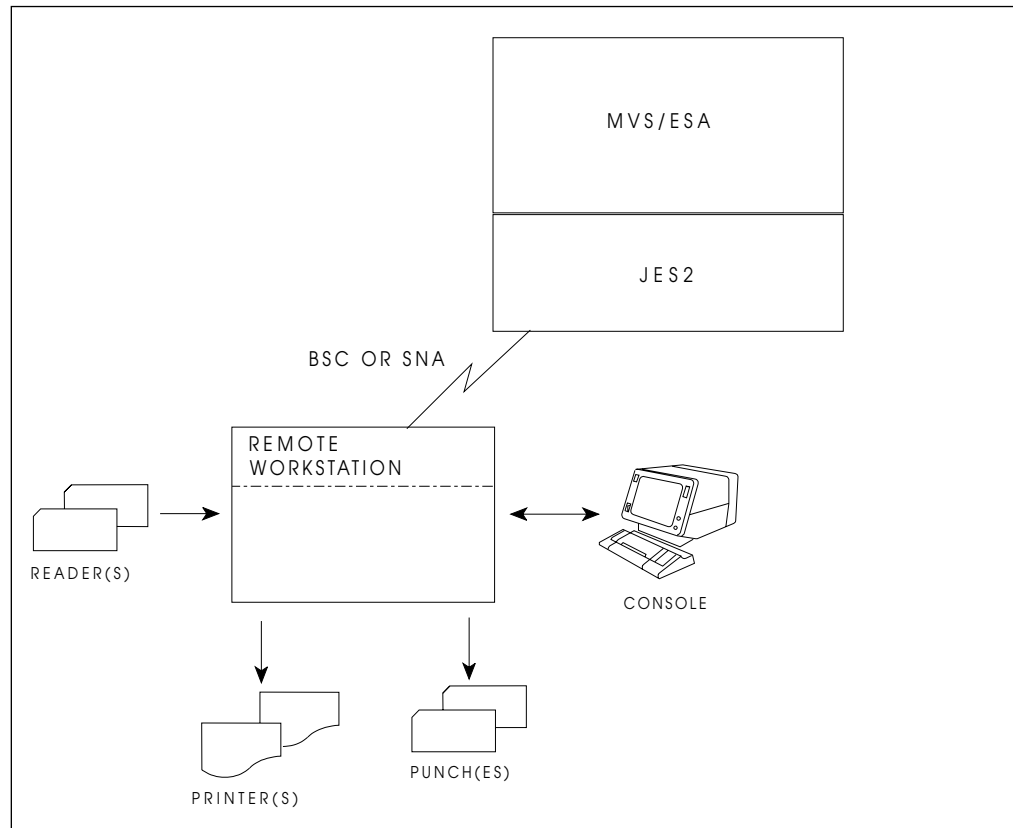 MVS/ESA
JES2
BSC OR SNA
REMOTE
WORKSTATION
READER(S)
CONSOLE
PRINTER(S)
PUNCH(ES)